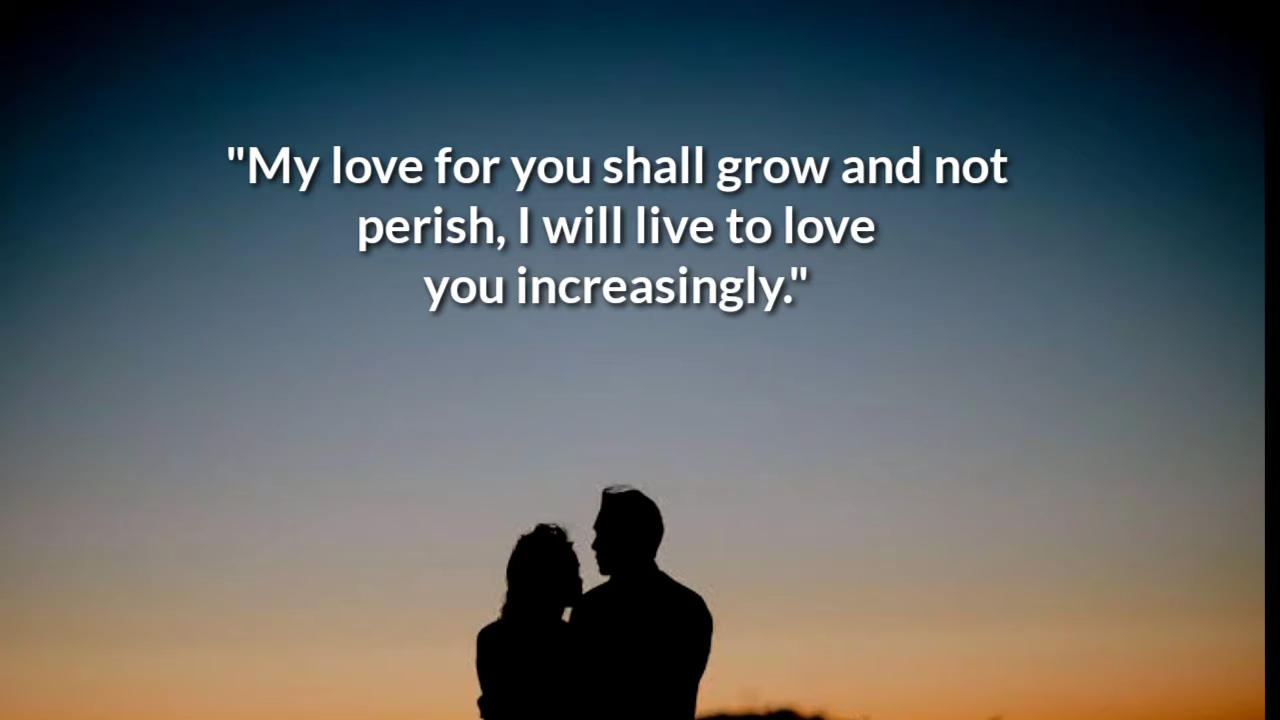 "My love for you shall grow and not
perish, I will live to love
you increasingly."